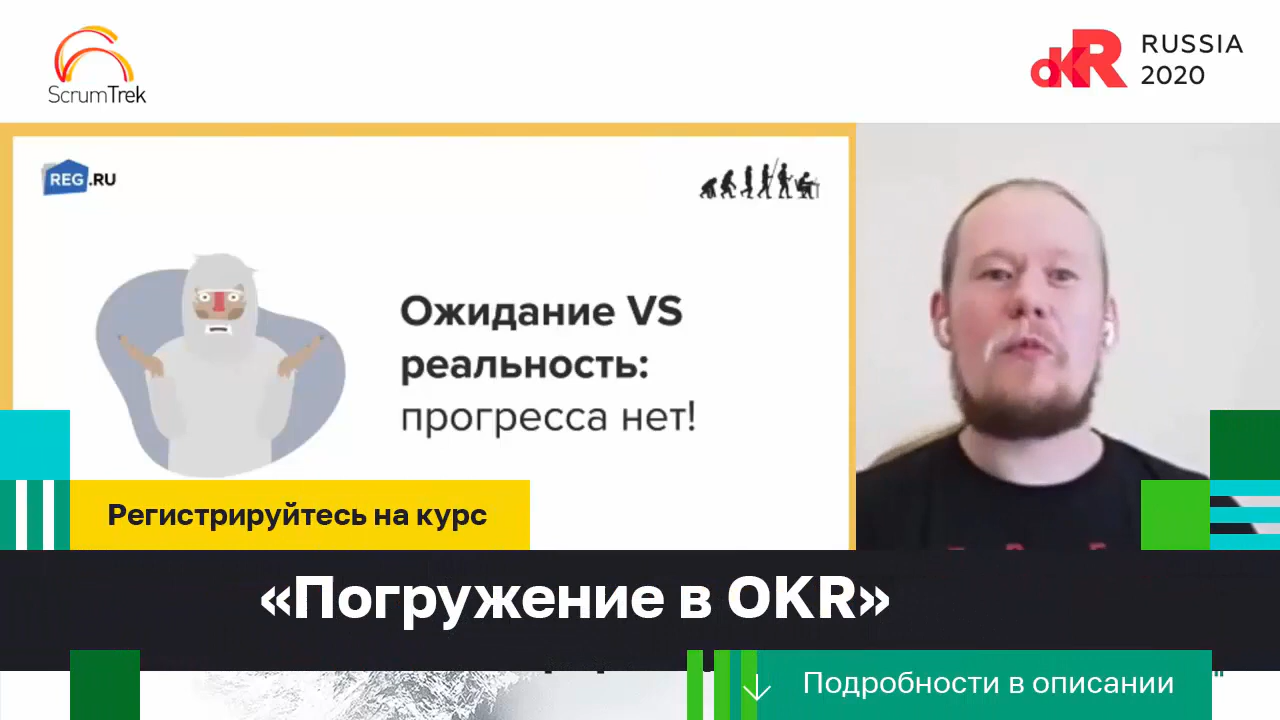 ScrumTrek
OKR
RUSSIA
2020
REG.RU
Ожидание VS
реальность:
прогресса нет!
Регистрируйтесь на курс
«Погружение в OKR»
Подробности в описании